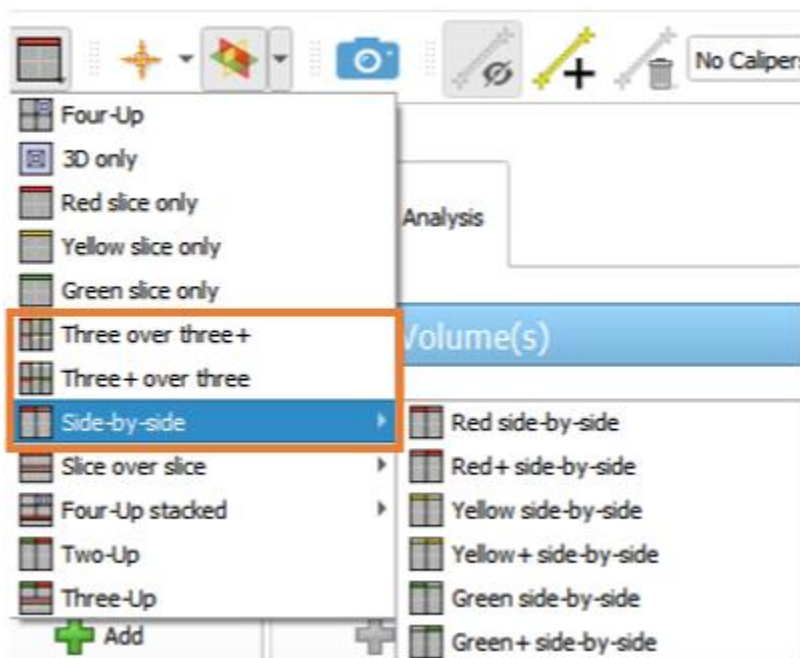 No Calipers
Four-Up
3D only
Red slice only
Yellow slice only
Green slice only
Three over three+
Three+ over three
Side-by-side
Slice over slice
Four-Up stacked
Two-Up
Three-Up
Add
Analysis
Volume(s)
Red side-by-side
Red+ side-by-side
Yellow side-by-side
Yellow+ side-by-side
Green side-by-side
Green+ side-by-side